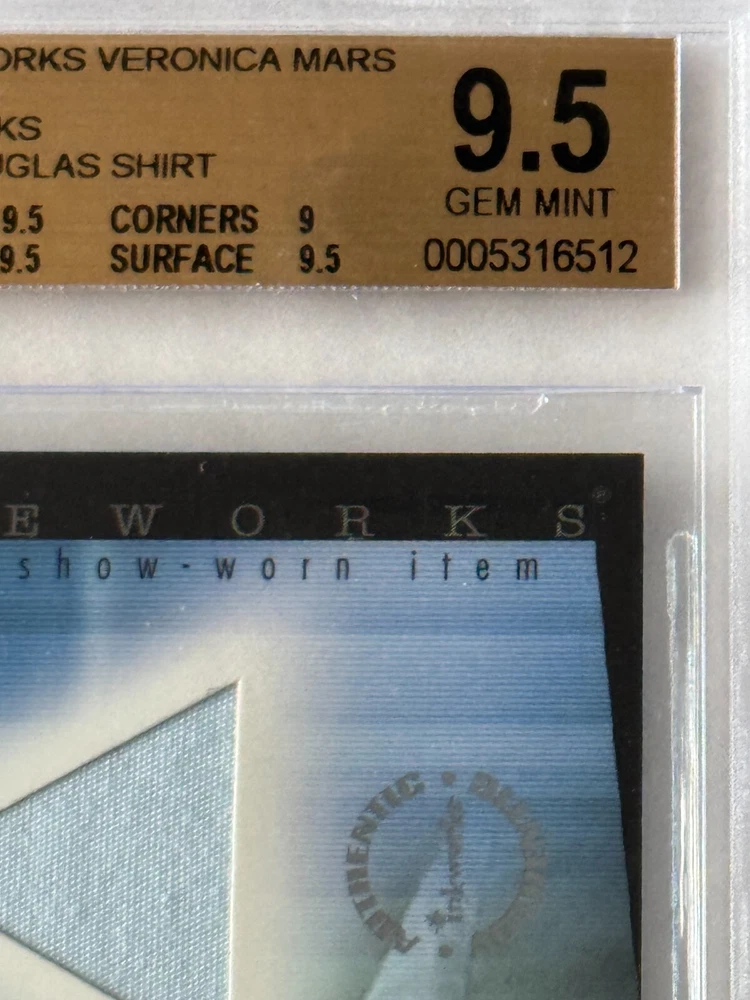 ORKS VERONICA MARS
9.5
KS
UGLAS SHIRT
GEM MINT
9.5 CORNERS 9
9.5 SURFACE 9.5
0005316512
E W O R K S ®
show-worn item
AUTHENTIC
Inkworks